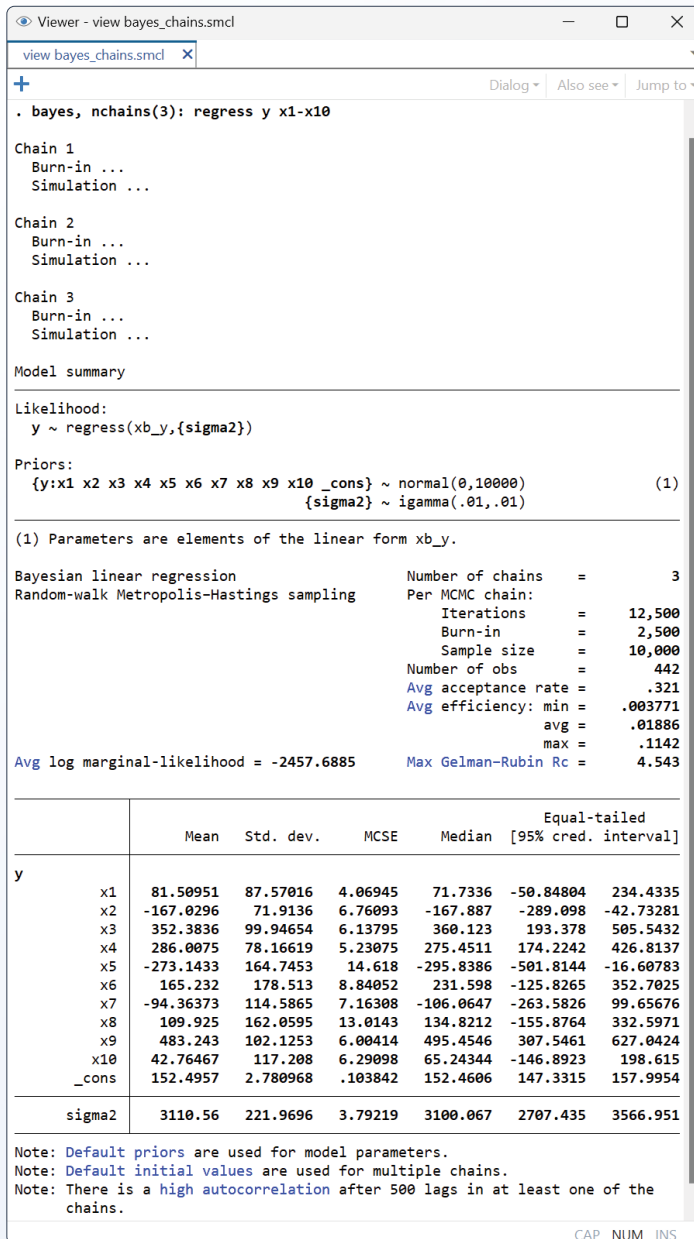 Viewer - view bayes_chains.smcl
view bayes_chains.smcl
Dialog Also see Jump to
. bayes, nchains(3): regress y x1-x10
Chain 1
Burn-in ...
Simulation ...
Chain 2
Burn-in ...
Simulation ...
Chain 3
Burn-in ...
Simulation ...
Model summary
Likelihood:
y ~ regress(xb_y,{sigma2})
Priors:
{y:x1 x2 x3 x4 x5 x6 x7 x8 x9 x10 _cons} ~ normal(0,10000) (1)
{sigma2} ~ igamma(.01,.01)
(1) Parameters are elements of the linear form xb_y.
Bayesian linear regression Number of chains = 3
Random-walk Metropolis–Hastings sampling Per MCMC chain:
Iterations = 12,500
Burn-in = 2,500
Sample size = 10,000
Number of obs = 442
Avg acceptance rate = .321
Avg efficiency: min = .003771
avg = .01886
max = .1142
Avg log marginal-likelihood = -2457.6885 Max Gelman–Rubin Rc = 4.543
Equal-tailed
Mean Std. dev. MCSE Median [95% cred. interval]
y
x1 81.50951 87.57016 4.06945 71.7336 -50.84804 234.4335
x2 -167.0296 71.9136 6.76093 -167.887 -289.098 -42.73281
x3 352.3836 99.94654 6.13795 360.123 193.378 505.5432
x4 286.0075 78.16619 5.23075 275.4511 174.2242 426.8137
x5 -273.1433 164.7453 14.618 -295.8386 -501.8144 -16.60783
x6 165.232 178.513 8.84052 231.598 -125.8265 352.7025
x7 -94.36373 114.5865 7.16308 -106.0647 -263.5826 99.65676
x8 109.925 162.0595 13.0143 134.8212 -155.8764 332.5971
x9 483.243 102.1253 6.00414 495.4546 307.5461 627.0424
x10 42.76467 117.208 6.29098 65.24344 -146.8923 198.615
_cons 152.4957 2.780968 .103842 152.4606 147.3315 157.9954
sigma2 3110.56 221.9696 3.79219 3100.067 2707.435 3566.951
Note: Default priors are used for model parameters.
Note: Default initial values are used for multiple chains.
Note: There is a high autocorrelation after 500 lags in at least one of the
chains.
CAP NUM INS